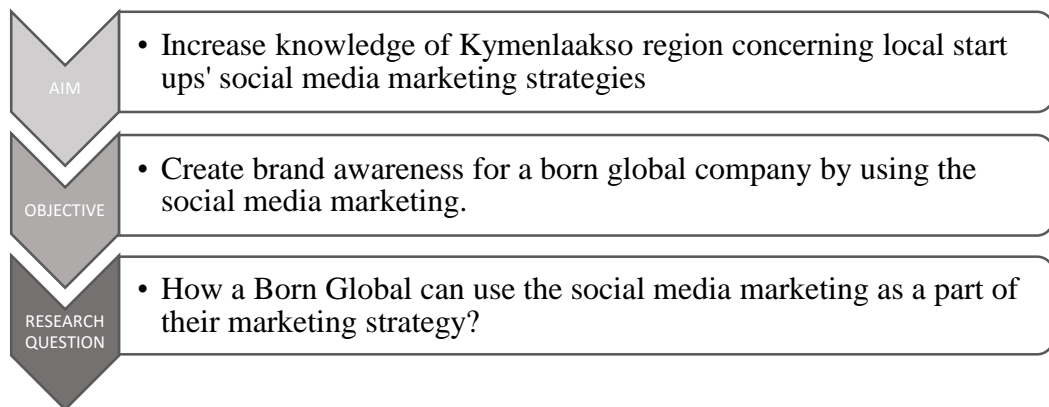 AIM
• Increase knowledge of Kymenlaakso region concerning local start
ups' social media marketing strategies
OBJECTIVE
• Create brand awareness for a born global company by using the
social media marketing.
RESEARCH
QUESTION
• How a Born Global can use the social media marketing as a part of
their marketing strategy?